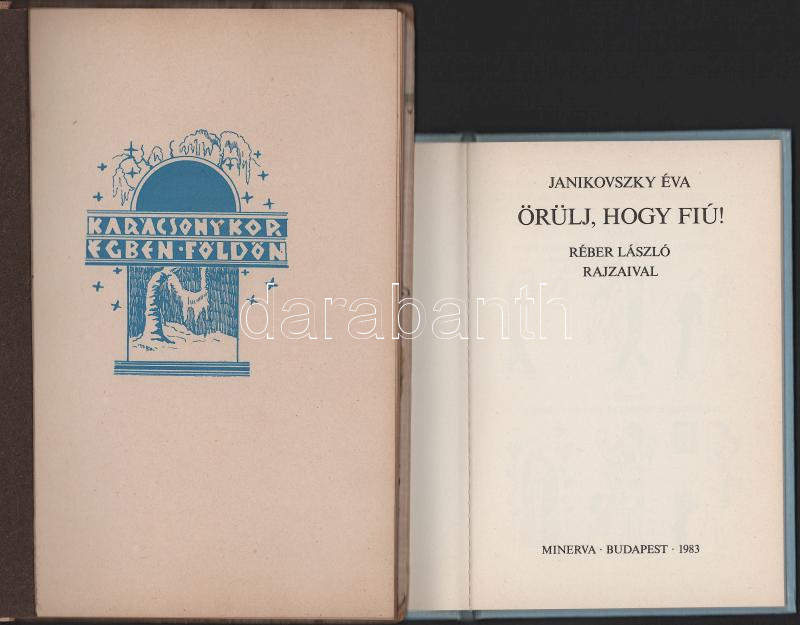 KARÁCSONYKOR
ÉGBEN · FÖLDÖN
JANIKOVSZKY ÉVA
ÖRÜLJ, HOGY FIÚ!
RÉBER LÁSZLÓ
RAJZAIVAL
MINERVA · BUDAPEST · 1983
darabanth